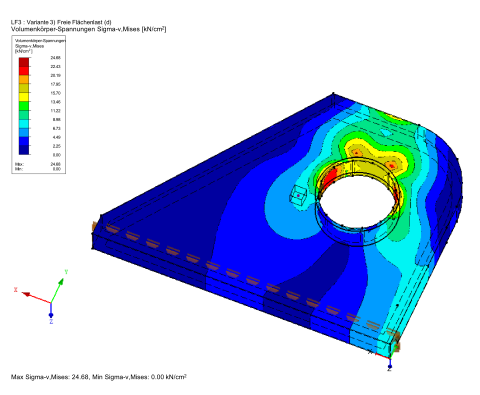 LF3 : Variante 3) Freie Flächenlast (d)
Volumenkörper-Spannungen Sigma-v,Mises [kN/cm²]
Volumenkörper-Spannungen
Sigma-v,Mises
[kN/cm²]
24.68
22.43
20.19
17.95
15.70
13.46
11.22
8.98
6.73
4.49
2.25
0.00
Max: 24.68
Min: 0.00
X
Y
Z
Z
Max Sigma-v,Mises: 24.68, Min Sigma-v,Mises: 0.00 kN/cm²